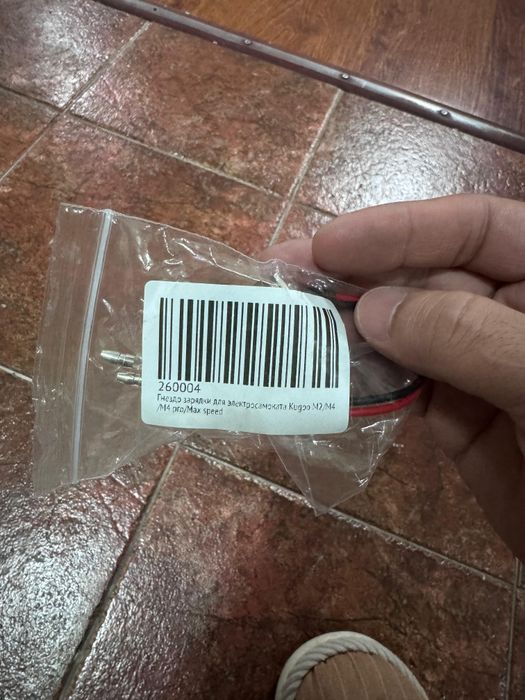 260004
Гнездо зарядки для электросамоката Kugoo M2/M4
/M4 pro/Max speed